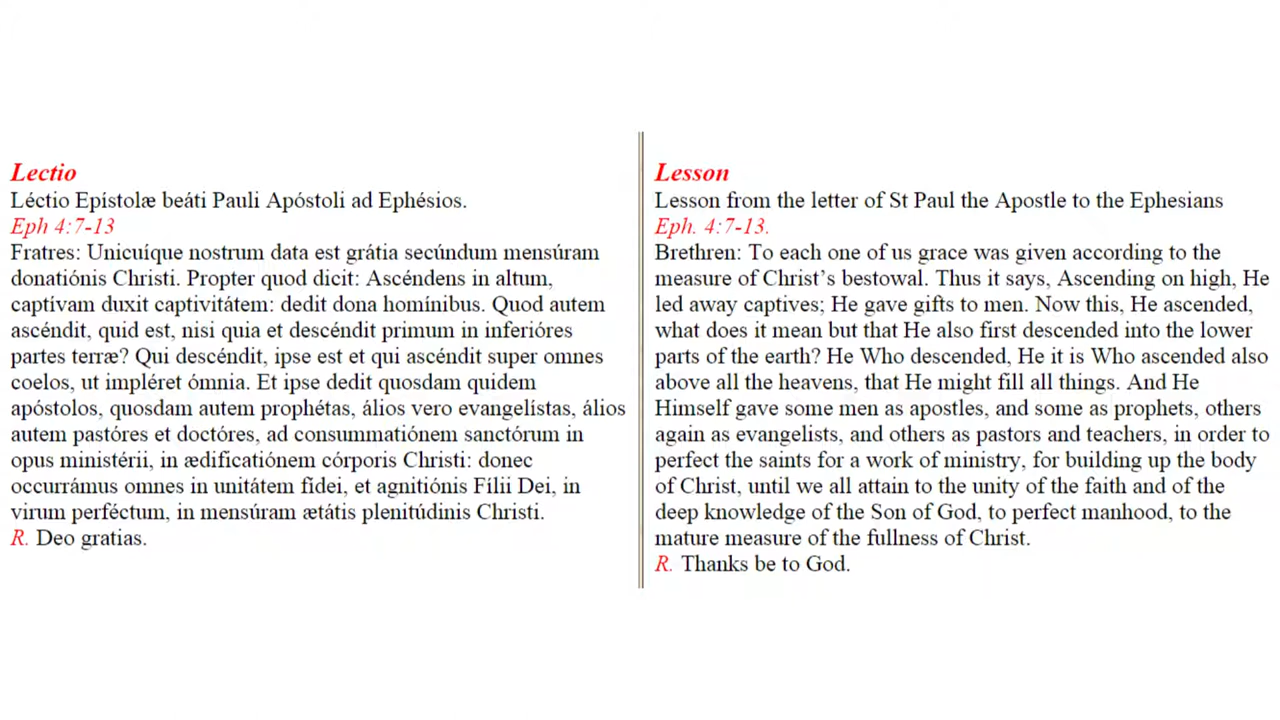 Lectio
Léctio Epístolæ beáti Pauli Apóstoli ad Ephésios.
Eph 4:7-13
Fratres: Unicuíque nostrum data est grátia secúndum mensúram
donatiónis Christi. Propter quod dicit: Ascéndens in altum,
captívam duxit captivitátem: dedit dona homínibus. Quod autem
ascéndit, quid est, nisi quia et descéndit primum in inferióres
partes terræ? Qui descéndit, ipse est et qui ascéndit super omnes
coelos, ut impléret ómnia. Et ipse dedit quosdam quidem
apóstolos, quosdam autem prophétas, álios vero evangelístas, álios
autem pastóres et doctóres, ad consummatiónem sanctórum in
opus ministérii, in ædificatiónem córporis Christi: donec
occurrámus omnes in unitátem fídei, et agnitiónis Fílii Dei, in
virum perféctum, in mensúram ætátis plenitúdinis Christi.
R. Deo gratias.
Lesson
Lesson from the letter of St Paul the Apostle to the Ephesians
Eph. 4:7-13.
Brethren: To each one of us grace was given according to the
measure of Christ’s bestowal. Thus it says, Ascending on high, He
led away captives; He gave gifts to men. Now this, He ascended,
what does it mean but that He also first descended into the lower
parts of the earth? He Who descended, He it is Who ascended also
above all the heavens, that He might fill all things. And He
Himself gave some men as apostles, and some as prophets, others
again as evangelists, and others as pastors and teachers, in order to
perfect the saints for a work of ministry, for building up the body
of Christ, until we all attain to the unity of the faith and of the
deep knowledge of the Son of God, to perfect manhood, to the
mature measure of the fullness of Christ.
R. Thanks be to God.